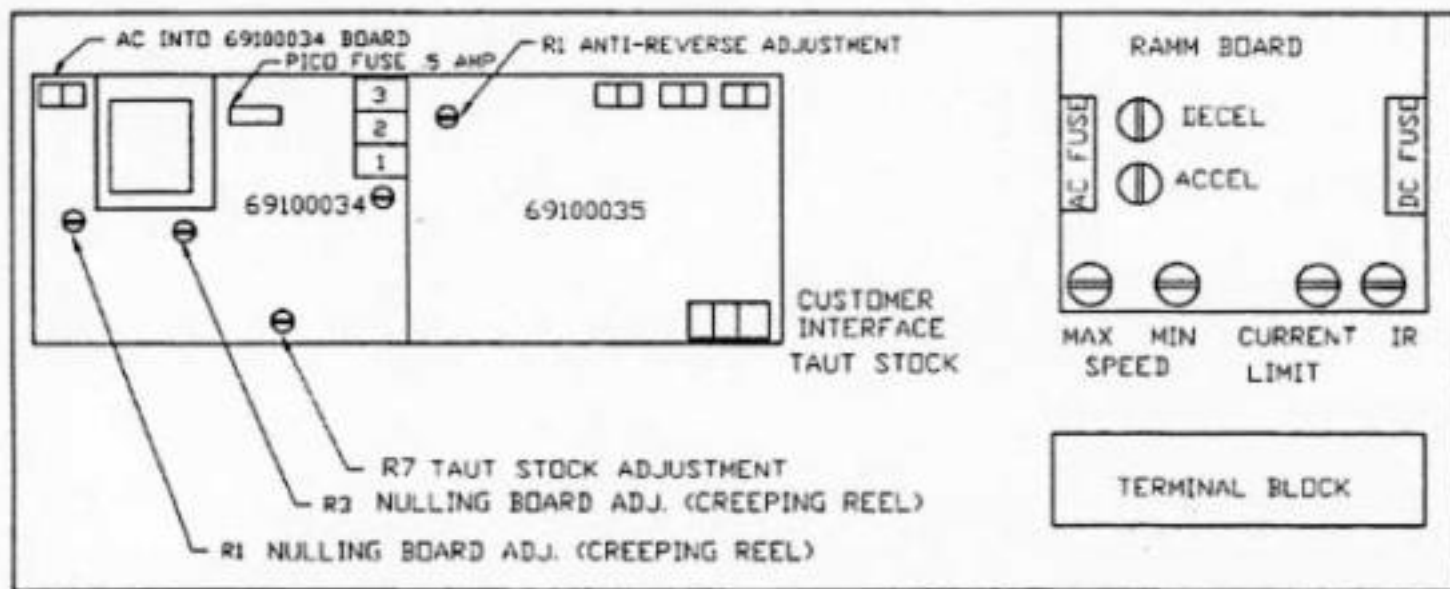 AC INTO 69100034 BOARD
PICO FUSE .5 AMP
R1 ANTI-REVERSE ADJUSTMENT
3
2
1
69100034
69100035
CUSTOMER
INTERFACE
TAUT STOCK
R7 TAUT STOCK ADJUSTMENT
R3 NULLING BOARD ADJ. (CREEPING REEL)
R1 NULLING BOARD ADJ. (CREEPING REEL)
RAMM BOARD
AC FUSE
DECEL
ACCEL
DC FUSE
MAX MIN CURRENT IR
SPEED LIMIT
TERMINAL BLOCK